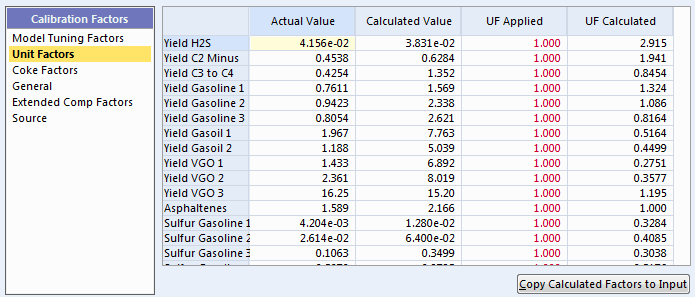 Calibration Factors
Model Tuning Factors
Unit Factors
Coke Factors
General
Extended Comp Factors
Source
Actual Value Calculated Value UF Applied UF Calculated
Yield H2S 4.156e-02 3.831e-02 1.000 2.915
Yield C2 Minus 0.4538 0.6284 1.000 1.941
Yield C3 to C4 0.4254 1.352 1.000 0.8454
Yield Gasoline 1 0.7611 1.569 1.000 1.324
Yield Gasoline 2 0.9423 2.338 1.000 1.086
Yield Gasoline 3 0.8054 2.621 1.000 0.8164
Yield Gasoil 1 1.967 7.763 1.000 0.5164
Yield Gasoil 2 1.188 5.039 1.000 0.4499
Yield VGO 1 1.433 6.892 1.000 0.2751
Yield VGO 2 2.361 8.019 1.000 0.3577
Yield VGO 3 16.25 15.20 1.000 1.195
Asphaltenes 1.589 2.166 1.000 1.000
Sulfur Gasoline 1 4.204e-03 1.280e-02 1.000 0.3284
Sulfur Gasoline 2 2.614e-02 6.400e-02 1.000 0.4085
Sulfur Gasoline 3 0.1063 0.3499 1.000 0.3038
Copy Calculated Factors to Input